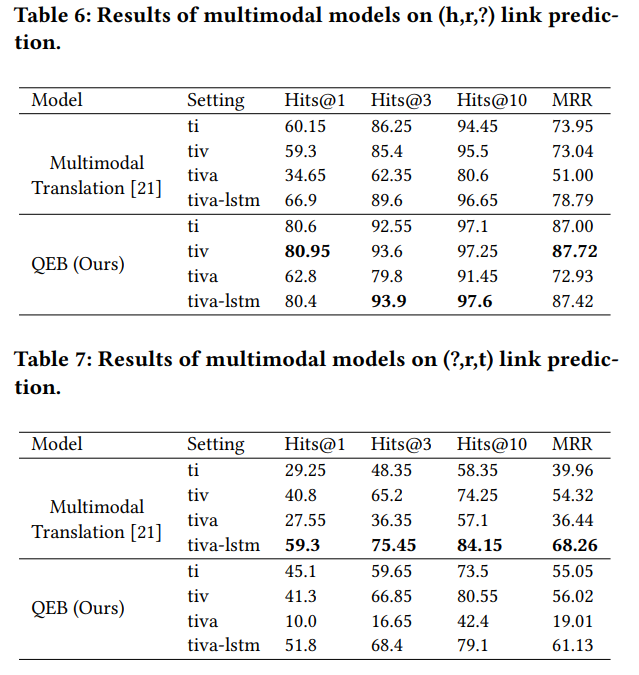 Table 6: Results of multimodal models on (h,r,?) link predic-
tion.
Model Setting Hits@1 Hits@3 Hits@10 MRR
Multimodal
Translation [21]
ti 60.15 86.25 94.45 73.95
tiv 59.3 85.4 95.5 73.04
tiva 34.65 62.35 80.6 51.00
tiva-lstm 66.9 89.6 96.65 78.79
QEB (Ours)
ti 80.6 92.55 97.1 87.00
tiv 80.95 93.6 97.25 87.72
tiva 62.8 79.8 91.45 72.93
tiva-lstm 80.4 93.9 97.6 87.42
Table 7: Results of multimodal models on (?,r,t) link predic-
tion.
Model Setting Hits@1 Hits@3 Hits@10 MRR
Multimodal
Translation [21]
ti 29.25 48.35 58.35 39.96
tiv 40.8 65.2 74.25 54.32
tiva 27.55 36.35 57.1 36.44
tiva-lstm 59.3 75.45 84.15 68.26
QEB (Ours)
ti 45.1 59.65 73.5 55.05
tiv 41.3 66.85 80.55 56.02
tiva 10.0 16.65 42.4 19.01
tiva-lstm 51.8 68.4 79.1 61.13